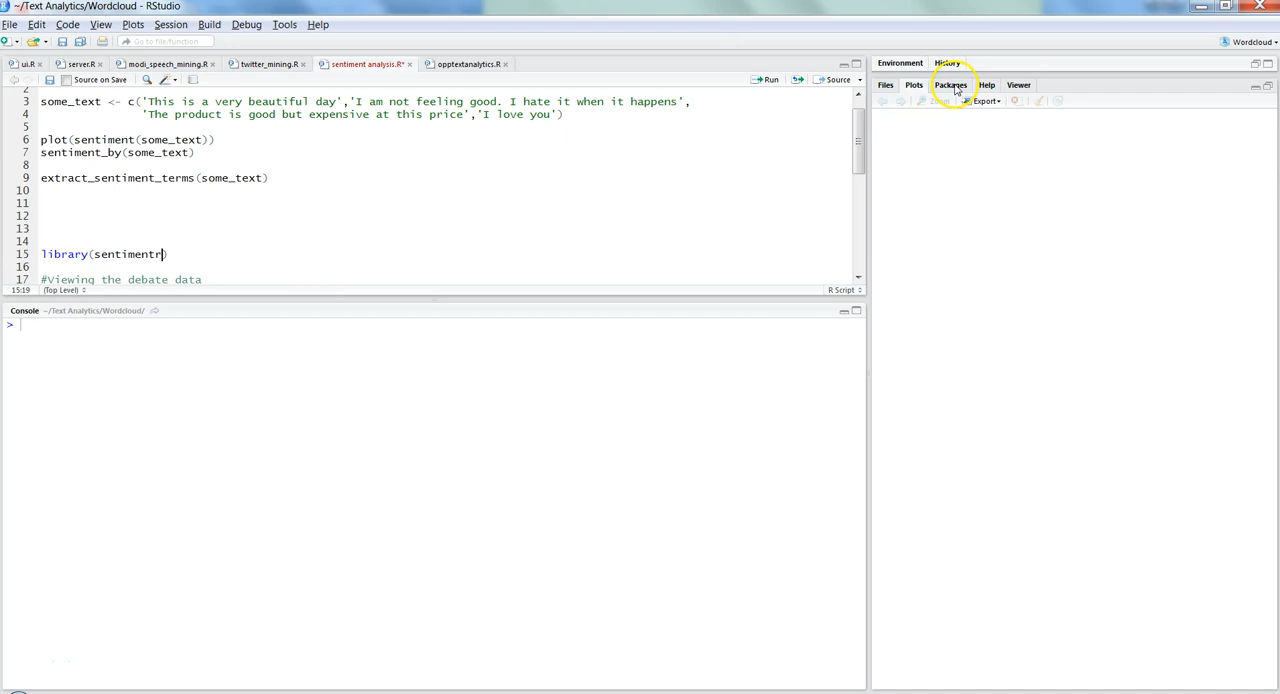 ~/Text Analytics/Wordcloud - RStudio
File Edit Code View Plots Session Build Debug Tools Help
Go to file/function Wordcloud
ui.R server.R modi_speech_mining.R twitter_mining.R sentiment analysis.R* opptextanalytics.R Environment History
Source on Save Run Source Files Plots Packages Help Viewer
Zoom Export
2
3 some_text <- c('This is a very beautiful day','I am not feeling good. I hate it when it happens',
4 'The product is good but expensive at this price','I love you')
5
6 plot(sentiment(some_text))
7 sentiment_by(some_text)
8
9 extract_sentiment_terms(some_text)
10
11
12
13
14
15 library(sentimentr)
16
17 #Viewing the debate data
15:19 (Top Level) R Script
Console ~/Text Analytics/Wordcloud/
>